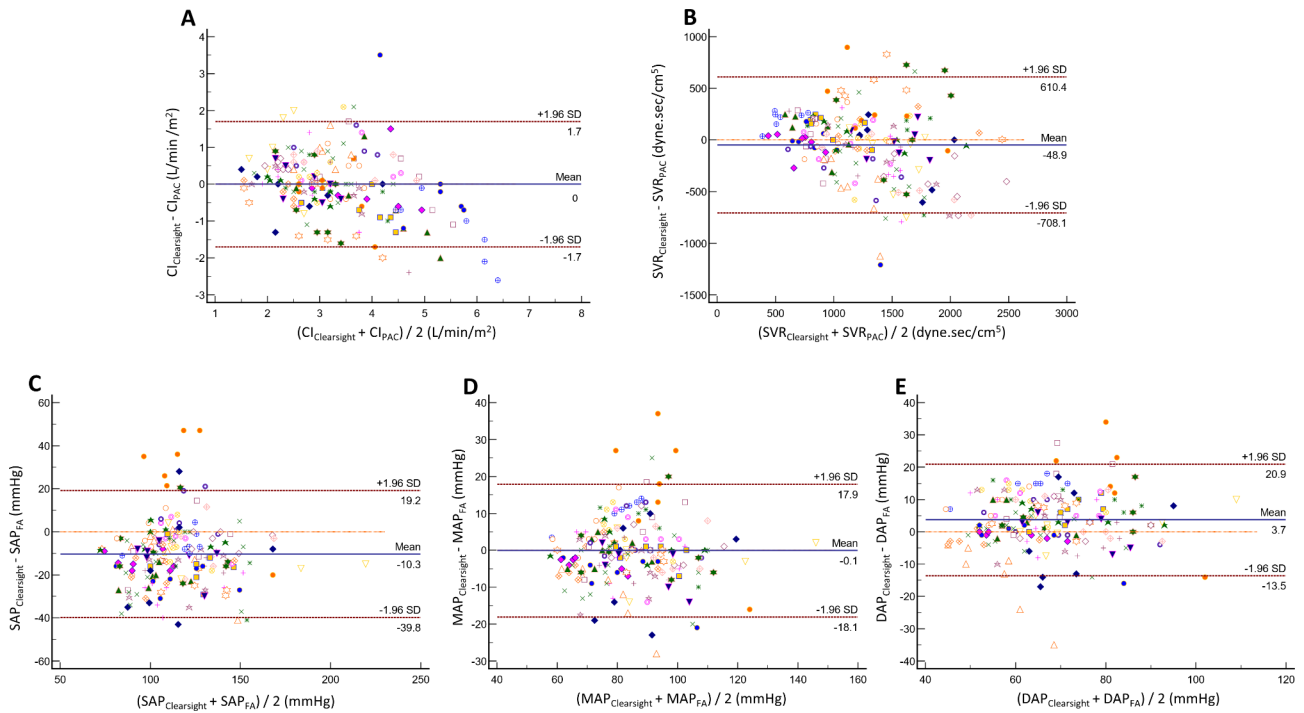 A
4
3
2
1
0
-1
-2
-3
+1.96 SD
1.7
Mean
0
-1.96 SD
-1.7
1 2 3 4 5 6 7 8
CI_Clearsight - CI_PAC (L/min /m²)
(CI_Clearsight + CI_PAC) / 2 (L/min/m²)
B
1000
500
0
-500
-1000
-1500
+1.96 SD
610.4
Mean
-48.9
-1.96 SD
-708.1
0 500 1000 1500 2000 2500 3000
SVR_Clearsight - SVR_PAC (dyne.sec/cm⁵)
(SVR_Clearsight + SVR_PAC) / 2 (dyne.sec/cm⁵)
C
60
40
20
0
-20
-40
-60
+1.96 SD
19.2
Mean
-10.3
-1.96 SD
-39.8
50 100 150 200 250
SAP_Clearsight - SAP_FA (mmHg)
(SAP_Clearsight + SAP_FA) / 2 (mmHg)
D
40
30
20
10
0
-10
-20
-30
+1.96 SD
17.9
Mean
-0.1
-1.96 SD
-18.1
40 60 80 100 120 140 160
MAP_Clearsight - MAP_FA (mmHg)
(MAP_Clearsight + MAP_FA) / 2 (mmHg)
E
40
30
20
10
0
-10
-20
-30
-40
+1.96 SD
20.9
Mean
3.7
-1.96 SD
-13.5
40 60 80 100 120
DAP_Clearsight - DAP_FA (mmHg)
(DAP_Clearsight + DAP_FA) / 2 (mmHg)